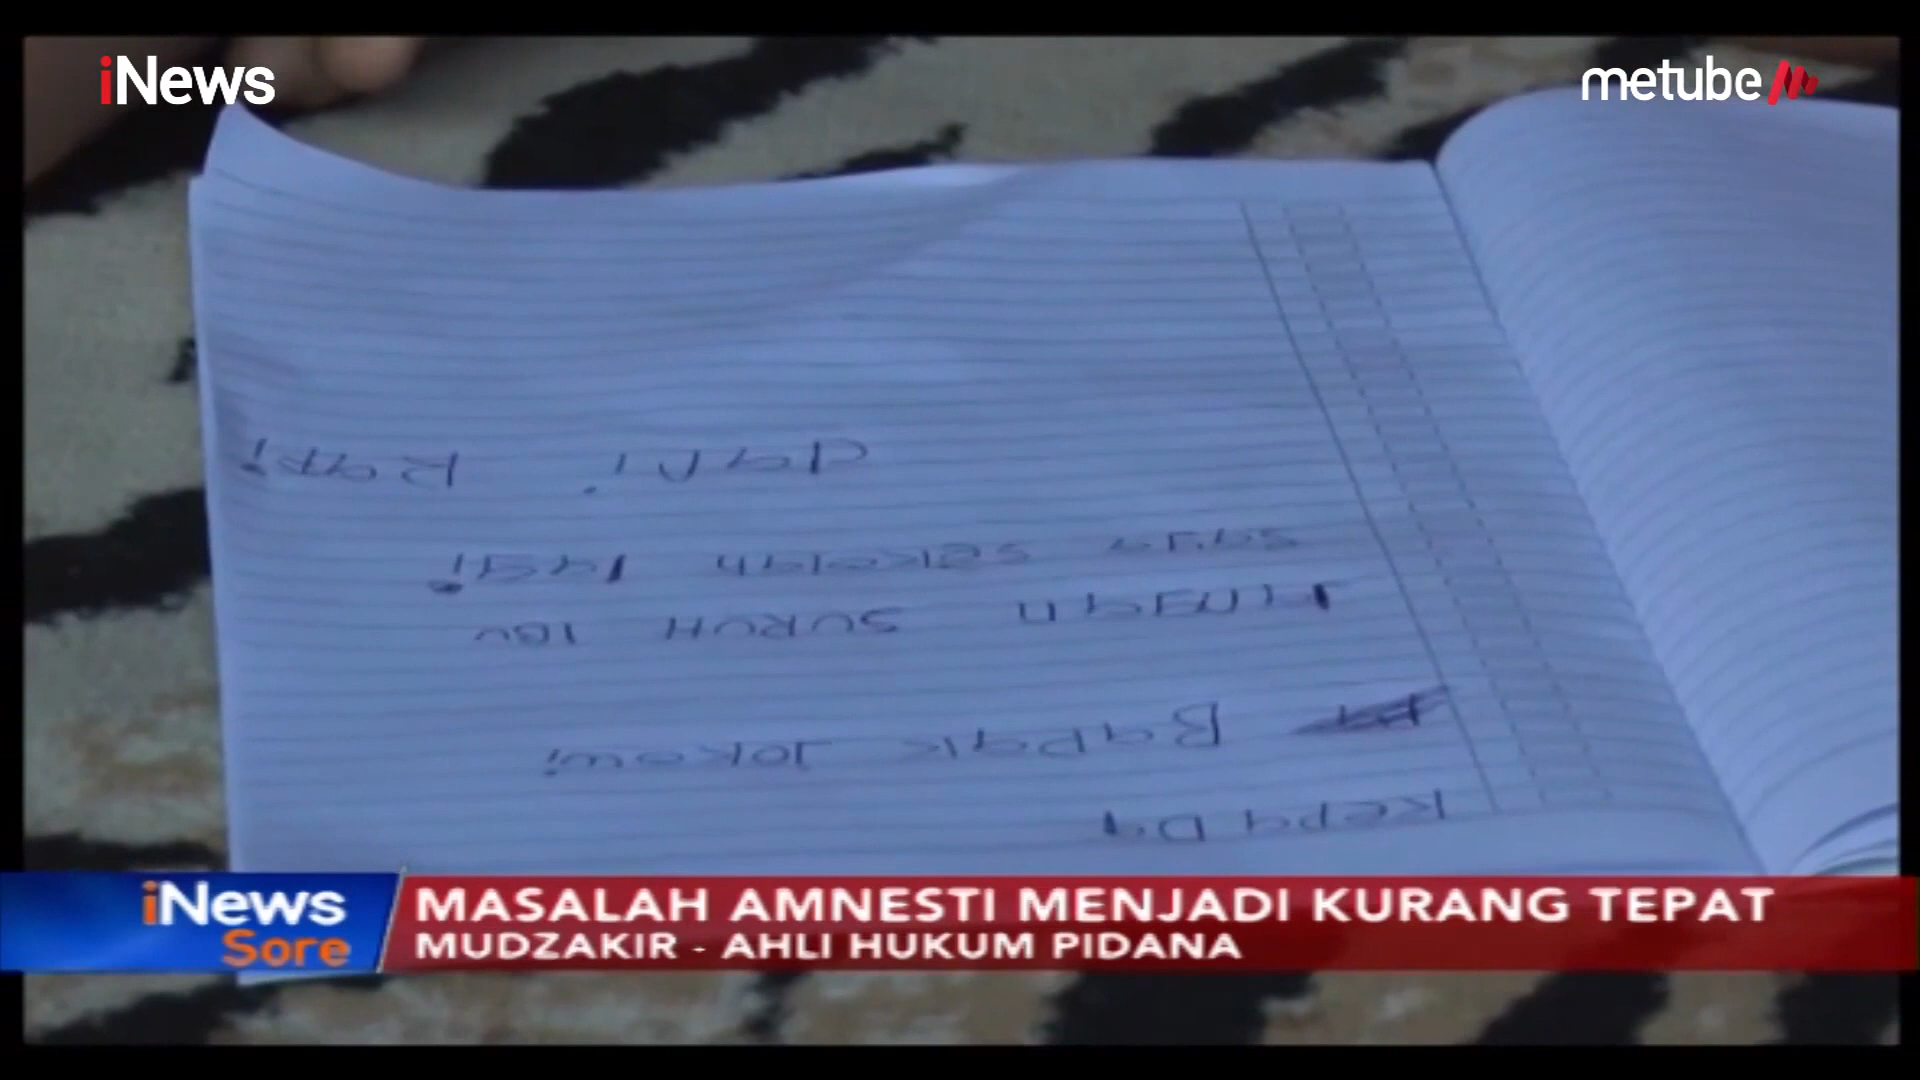 iNews
metube
KepaDa
Bapak Jokowi
SURUH IBU
saya sekolah lagi
dari Rafi
iNews
Sore
MASALAH AMNESTI MENJADI KURANG TEPAT
MUDZAKIR - AHLI HUKUM PIDANA